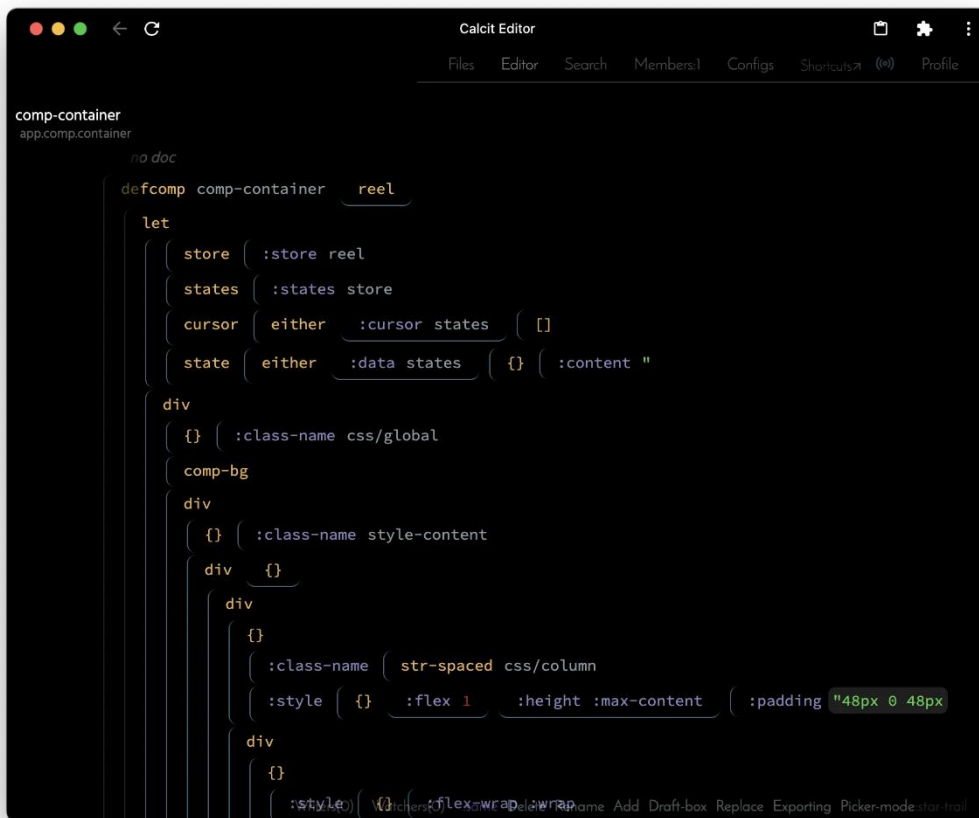 Calcit Editor
Files Editor Search Members:1 Configs Shortcuts↗ Profile
comp-container
app.comp.container
no doc
defcomp comp-container reel
let
store :store reel
states :states store
cursor either :cursor states []
state either :data states {} :content "
div
{} :class-name css/global
comp-bg
div
{} :class-name style-content
div {}
div
{}
:class-name str-spaced css/column
:style {} :flex 1 :height :max-content :padding "48px 0 48px
div
{}
:style {} :flex-wrap :wrap
Writers(0) Watchers(0) Same Delete Rename Add Draft-box Replace Exporting Picker-mode star-trail